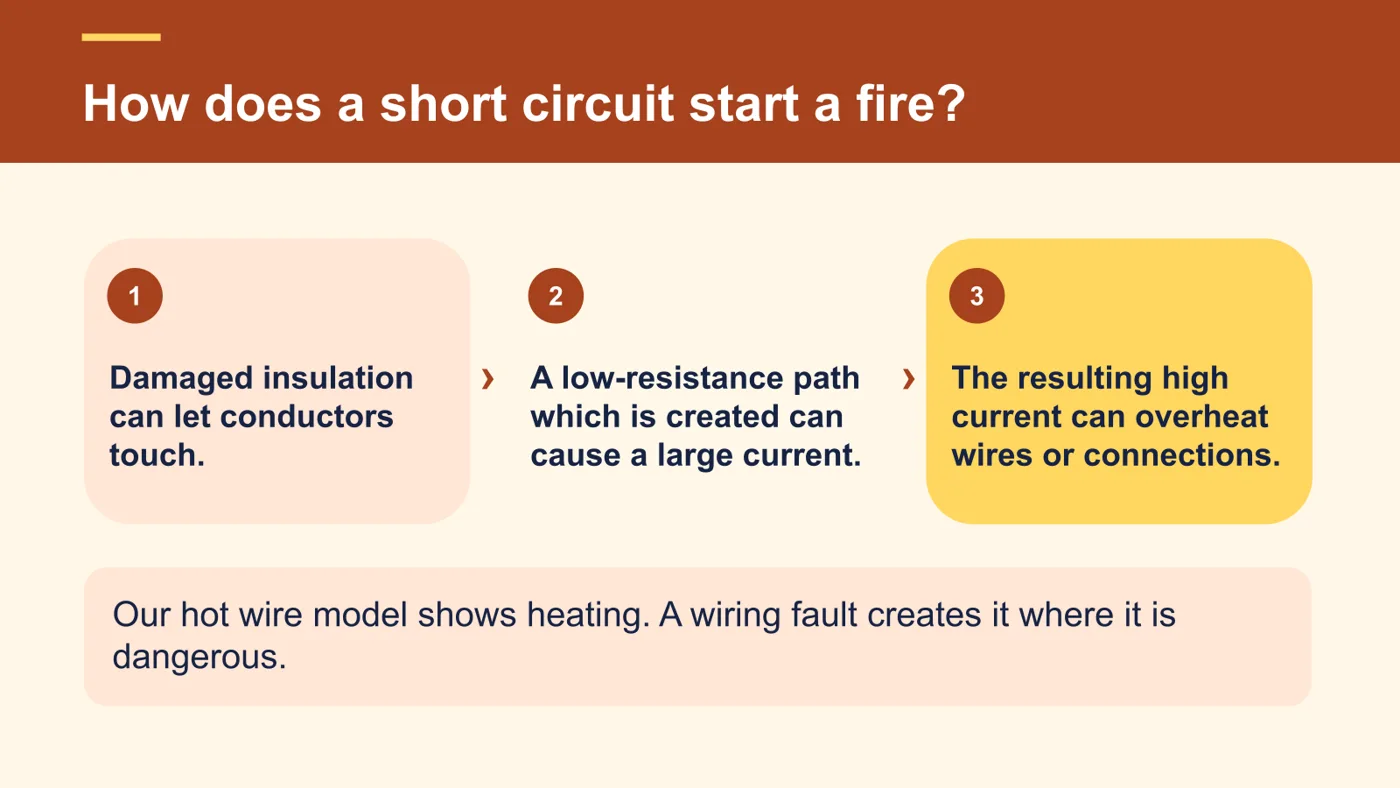 How does a short circuit start a fire?
1
Damaged insulation
can let conductors
touch.
›
2
A low-resistance path
which is created can
cause a large current.
›
3
The resulting high
current can overheat
wires or connections.
Our hot wire model shows heating. A wiring fault creates it where it is
dangerous.